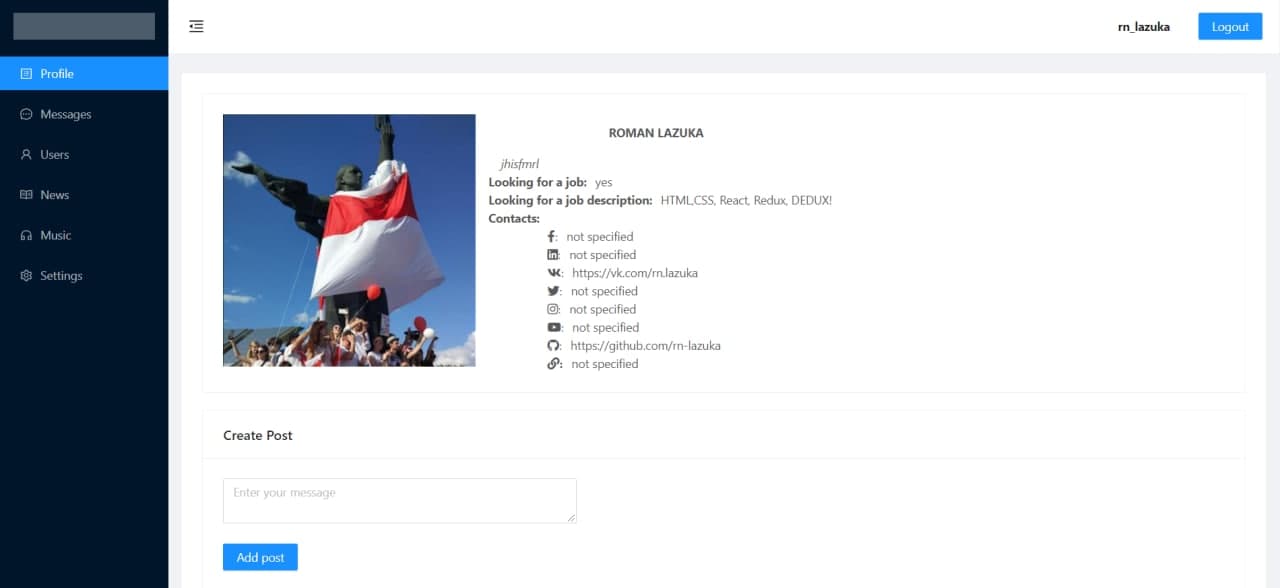 rn_lazuka
Logout
Profile
Messages
Users
News
Music
Settings
ROMAN LAZUKA
jhisfmrl
Looking for a job: yes
Looking for a job description: HTML,CSS, React, Redux, DEDUX!
Contacts:
: not specified
: not specified
: https://vk.com/rn.lazuka
: not specified
: not specified
: not specified
: https://github.com/rn-lazuka
: not specified
Create Post
Enter your message
Add post